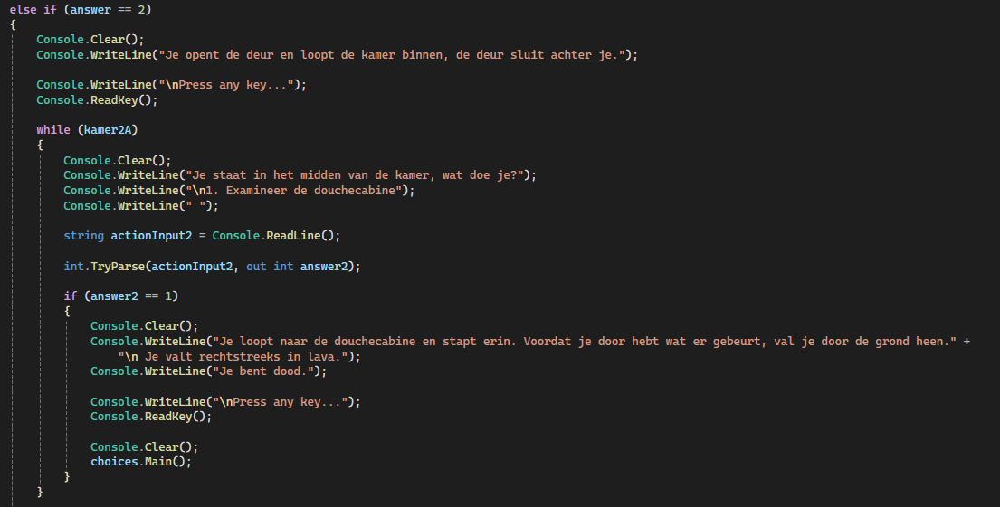 else if (answer == 2)
{
Console.Clear();
Console.WriteLine("Je opent de deur en loopt de kamer binnen, de deur sluit achter je.");
Console.WriteLine("\nPress any key...");
Console.ReadKey();
while (kamer2A)
{
Console.Clear();
Console.WriteLine("Je staat in het midden van de kamer, wat doe je?");
Console.WriteLine("\n1. Examineer de douchecabine");
Console.WriteLine(" ");
string actionInput2 = Console.ReadLine();
int.TryParse(actionInput2, out int answer2);
if (answer2 == 1)
{
Console.Clear();
Console.WriteLine("Je loopt naar de douchecabine en stapt erin. Voordat je door hebt wat er gebeurt, val je door de grond heen." +
"\n Je valt rechtstreeks in lava.");
Console.WriteLine("Je bent dood.");
Console.WriteLine("\nPress any key...");
Console.ReadKey();
Console.Clear();
choices.Main();
}
}